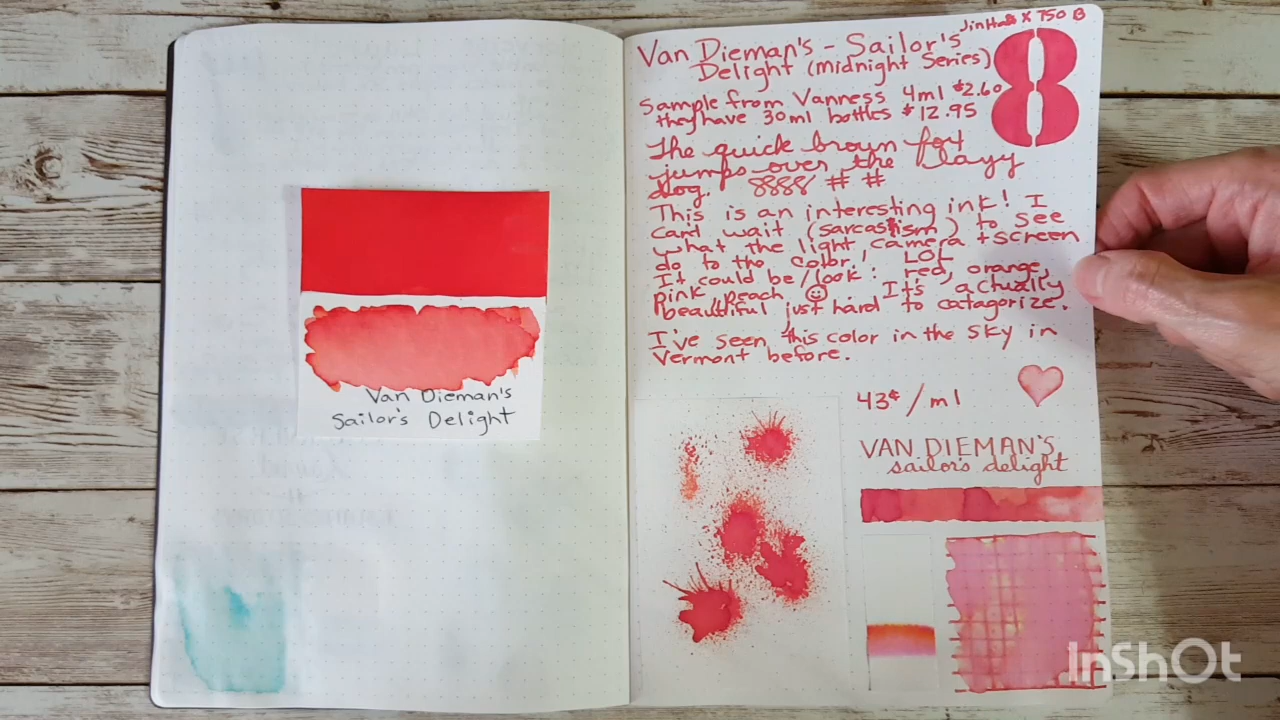 Van Dieman's
Sailor's Delight
JinHao X 750 B
Van Dieman's - Sailor's
Delight (midnight Series)
8
Sample from Vanness 4ml $2.60
they have 30ml bottles $12.95
The quick brown fox
jumps over the lazy
dog. 8888 # #
This is an interesting ink! I
cant wait (sarcasism) to see
what the light camera + screen
do to the color! LOL
It could be/look: red, orange,
pink, peach ☺ It's actually
beautiful just hard to catagorize.
I've seen this color in the sky in
Vermont before.
43¢/ml
VAN DIEMAN'S
sailor's delight
InShOt